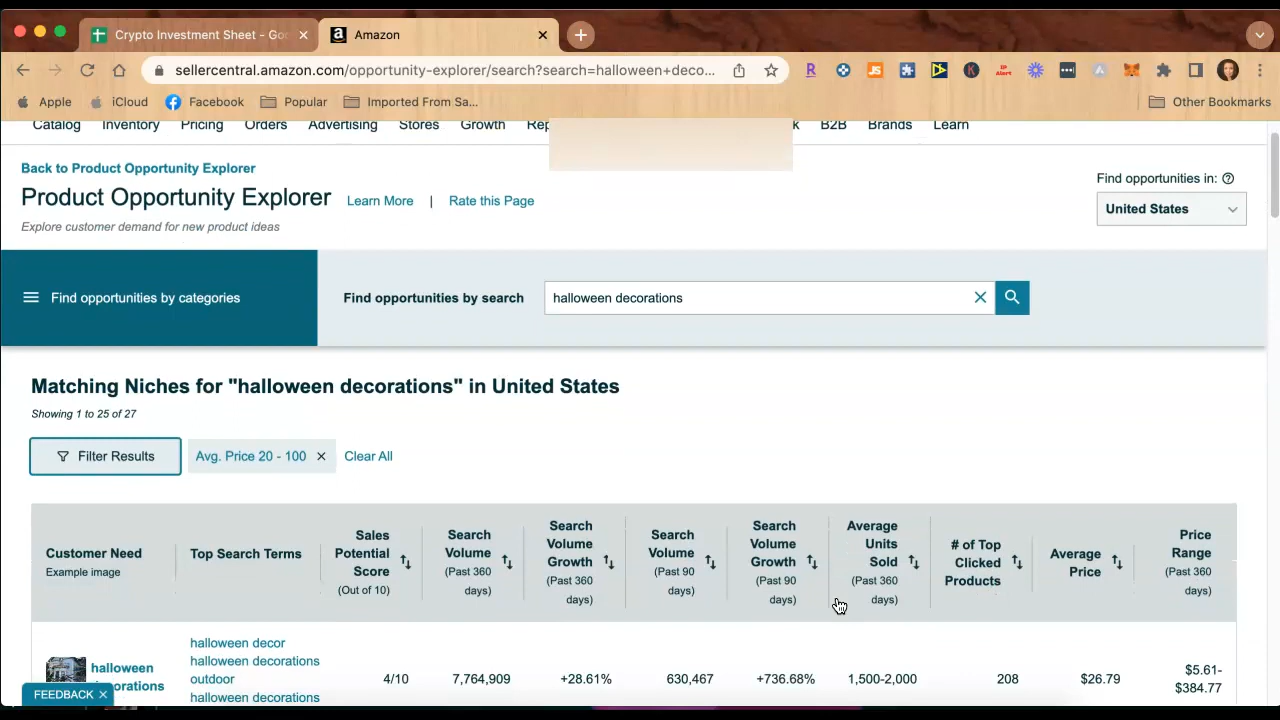 Crypto Investment Sheet - Goo
Amazon
sellercentral.amazon.com/opportunity-explorer/search?search=halloween+deco...
Apple
iCloud
Facebook
Popular
Imported From Sa...
Other Bookmarks
Catalog Inventory Pricing Orders Advertising Stores Growth Rep k B2B Brands Learn
Back to Product Opportunity Explorer
Product Opportunity Explorer Learn More | Rate this Page
Explore customer demand for new product ideas
Find opportunities in:
United States
Find opportunities by categories
Find opportunities by search
halloween decorations
Matching Niches for "halloween decorations" in United States
Showing 1 to 25 of 27
Filter Results
Avg. Price 20 - 100 ×
Clear All
Customer Need
Example image
Top Search Terms
Sales
Potential
Score
(Out of 10)
Search
Volume
(Past 360
days)
Search
Volume
Growth
(Past 360
days)
Search
Volume
(Past 90
days)
Search
Volume
Growth
(Past 90
days)
Average
Units
Sold
(Past 360
days)
# of Top
Clicked
Products
Average
Price
Price
Range
(Past 360
days)
halloween
orations
halloween decor
halloween decorations
outdoor
halloween decorations
4/10
7,764,909
+28.61%
630,467
+736.68%
1,500-2,000
208
$26.79
$5.61-
$384.77
FEEDBACK ×